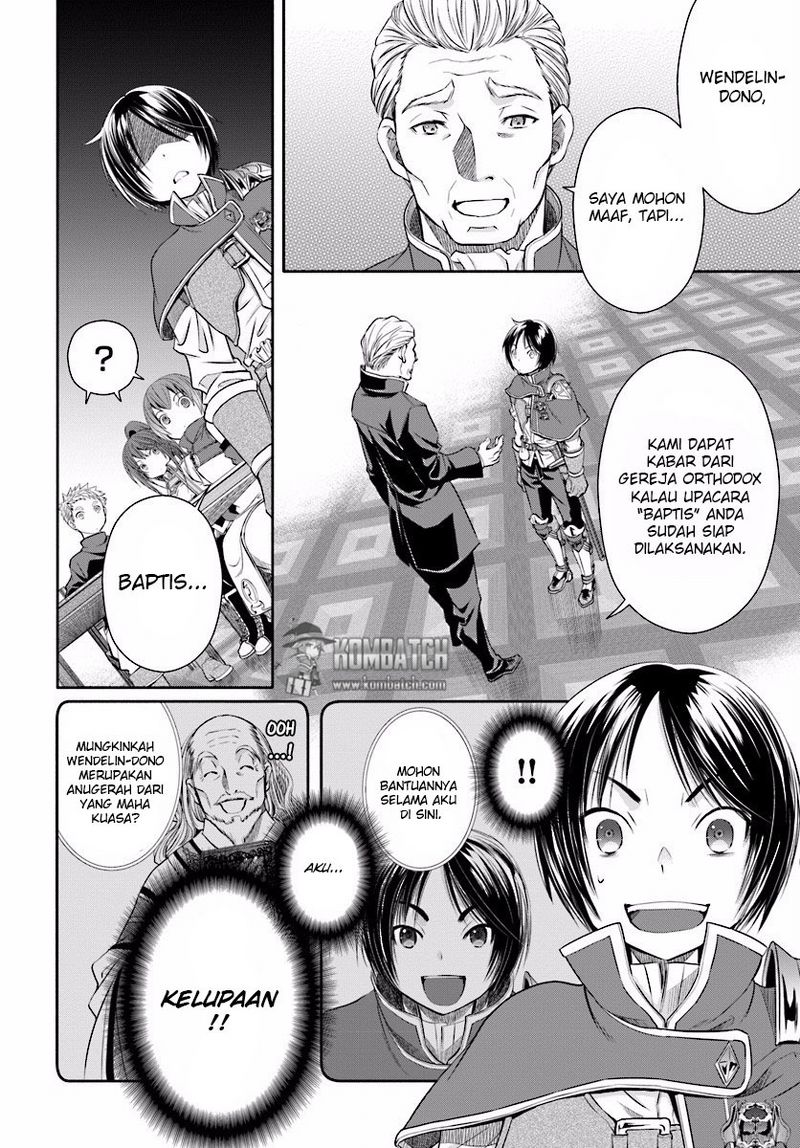 WENDELIN-
DONO,
SAYA MOHON
MAAF, TAPI...
KAMI DAPAT
KABAR DARI
GEREJA ORTHODOX
KALAU UPACARA
"BAPTIS" ANDA
SUDAH SIAP
DILAKSANAKAN.
?
BAPTIS...
KOMBATCH
www.kombatch.com
!!
MOHON
BANTUANNYA
SELAMA AKU
DI SINI.
AKU...
OOH
...!
MUNGKINKAH
WENDELIN-DONO
MERUPAKAN
ANUGERAH DARI
YANG MAHA
KUASA?
KELUPAAN
!!